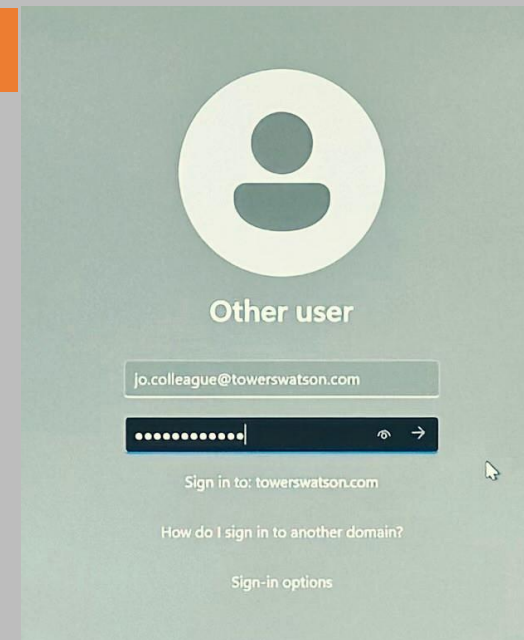 Other user
jo.colleague@towerswatson.com
••••••••••••
Sign in to: towerswatson.com
How do I sign in to another domain?
Sign-in options